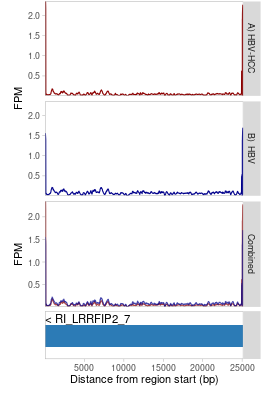 2.0
1.5
1.0
0.5
FPM
A) HBV-HCC
2.0
1.5
1.0
0.5
B) HBV
2.0
1.5
1.0
0.5
FPM
Combined
< RI_LRRFIP2_7
5000 10000 15000 20000 25000
Distance from region start (bp)